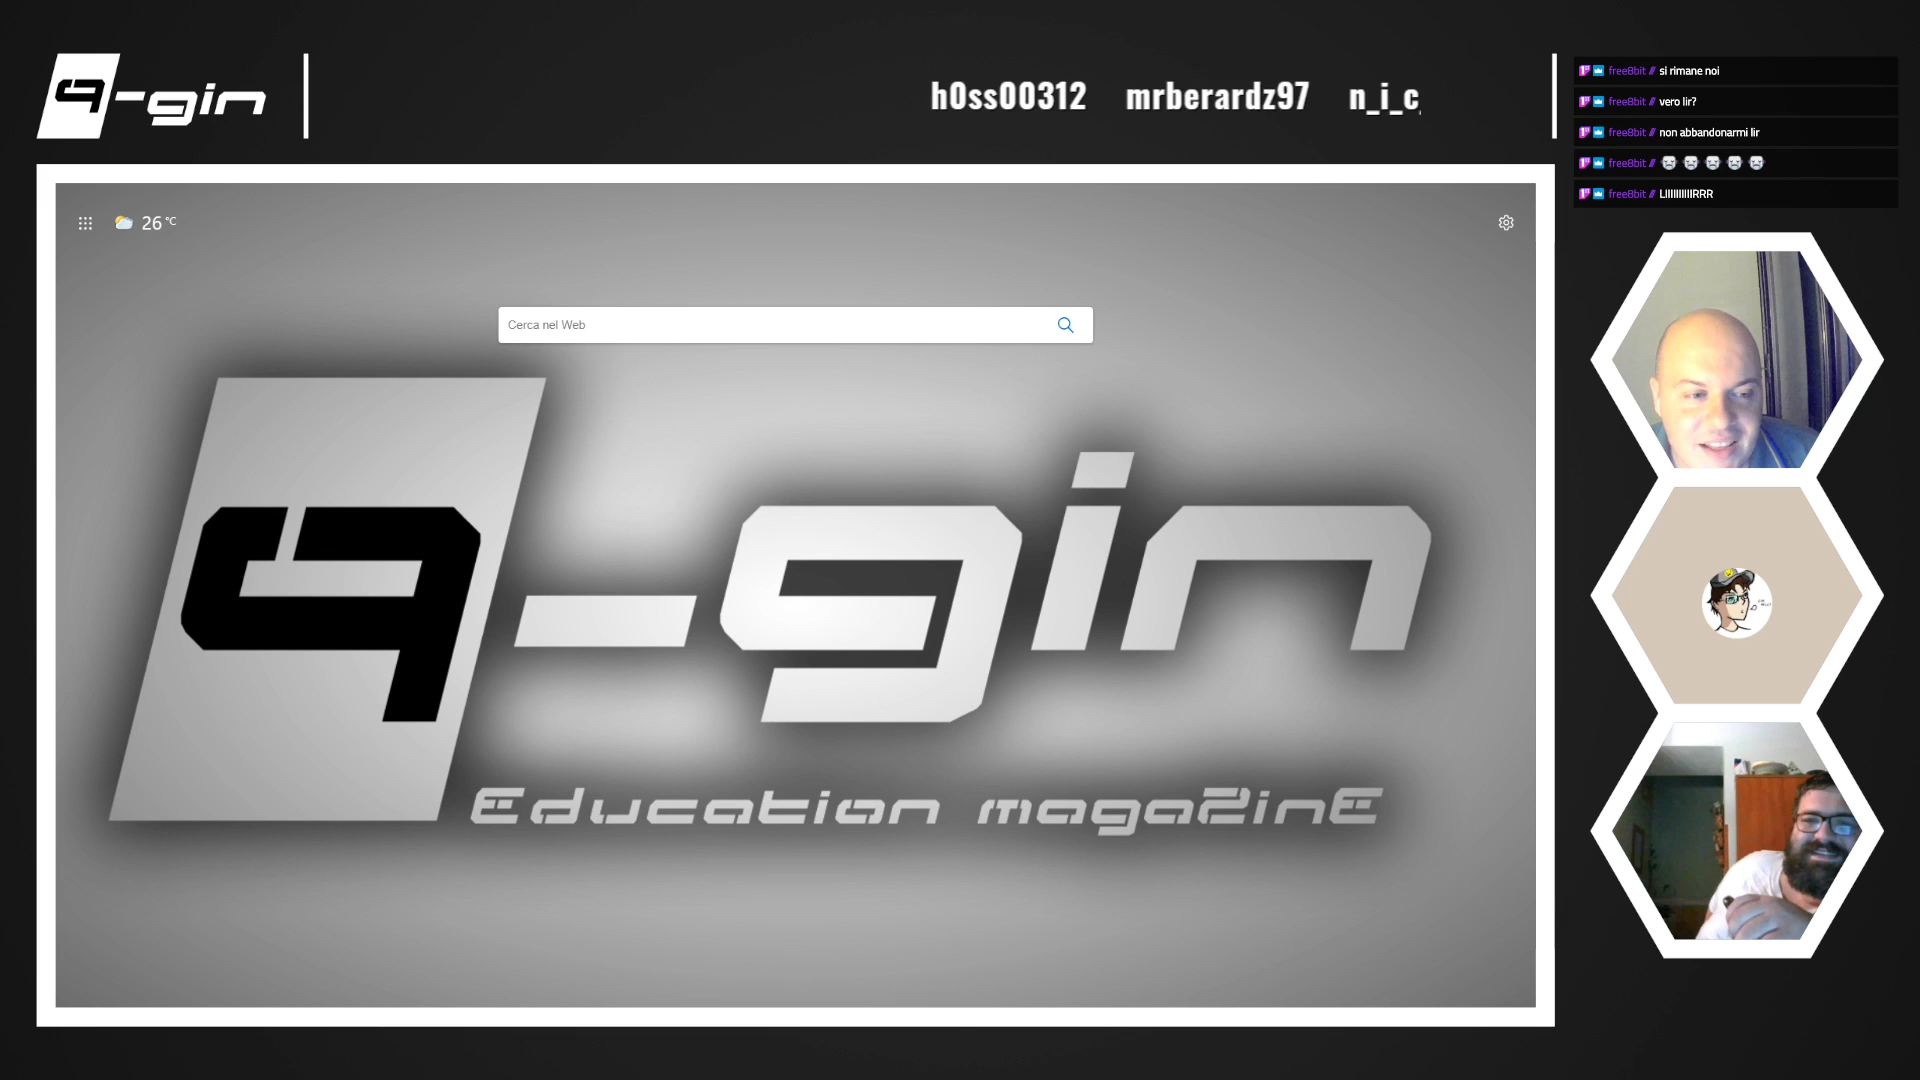 q-gin
h0ss00312 mrberardz97 n_i_c
free8bit // si rimane noi
free8bit // vero lir?
free8bit // non abbandonarmi lir
free8bit //
free8bit // LIIIIIIIIIIRRR
26 °C
Cerca nel Web
q-gin
Education magaZinE